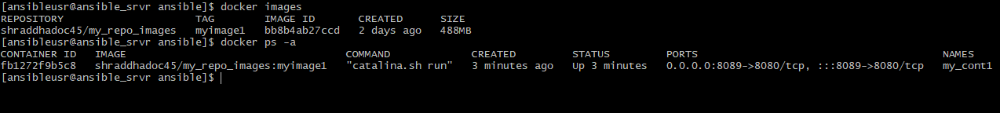 [ansibleusr@ansible_srvr ansible]$ docker images
REPOSITORY                     TAG        IMAGE ID       CREATED      SIZE
shraddhadoc45/my_repo_images   myimage1   bb8b4ab27ccd   2 days ago   488MB
[ansibleusr@ansible_srvr ansible]$ docker ps -a
CONTAINER ID   IMAGE                                   COMMAND             CREATED         STATUS         PORTS                                       NAMES
fb1272f9b5c8   shraddhadoc45/my_repo_images:myimage1   "catalina.sh run"   3 minutes ago   Up 3 minutes   0.0.0.0:8089->8080/tcp, :::8089->8080/tcp   my_cont1
[ansibleusr@ansible_srvr ansible]$